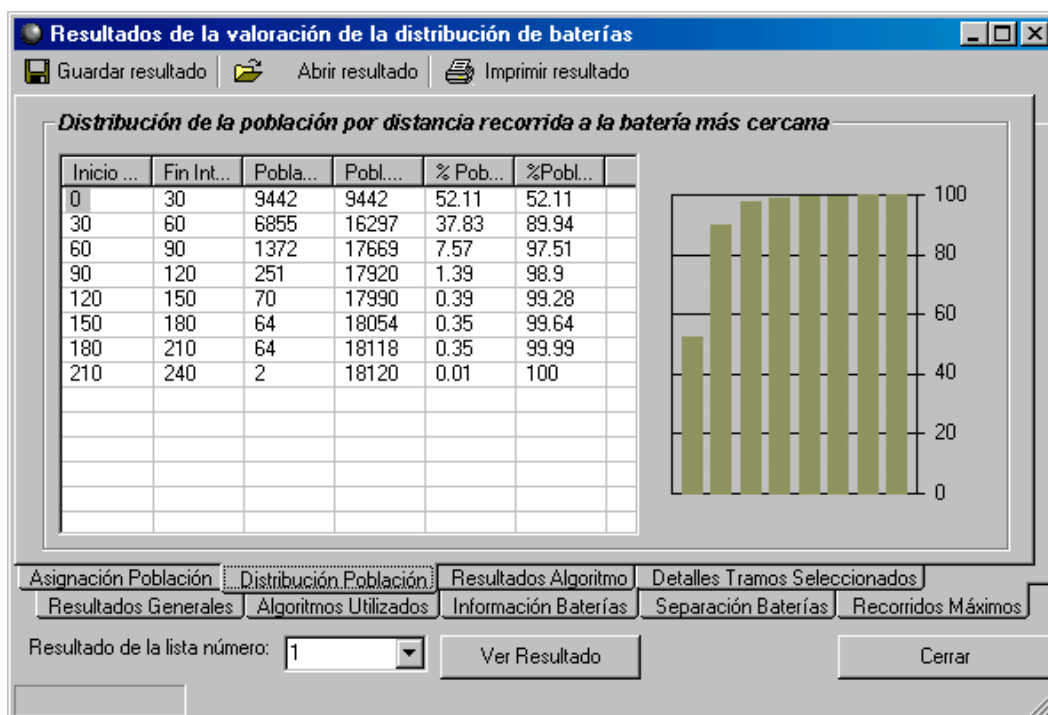 Resultados de la valoración de la distribución de baterías
Guardar resultado Abrir resultado Imprimir resultado
Distribución de la población por distancia recorrida a la batería más cercana
Inicio ... Fin Int... Pobla... Pobl.... % Pob... %Pobl...
0 30 9442 9442 52.11 52.11
30 60 6855 16297 37.83 89.94
60 90 1372 17669 7.57 97.51
90 120 251 17920 1.39 98.9
120 150 70 17990 0.39 99.28
150 180 64 18054 0.35 99.64
180 210 64 18118 0.35 99.99
210 240 2 18120 0.01 100
100
80
60
40
20
0
Asignación Población Distribución Población Resultados Algoritmo Detalles Tramos Seleccionados
Resultados Generales Algoritmos Utilizados Información Baterías Separación Baterías Recorridos Máximos
Resultado de la lista número: 1 Ver Resultado Cerrar